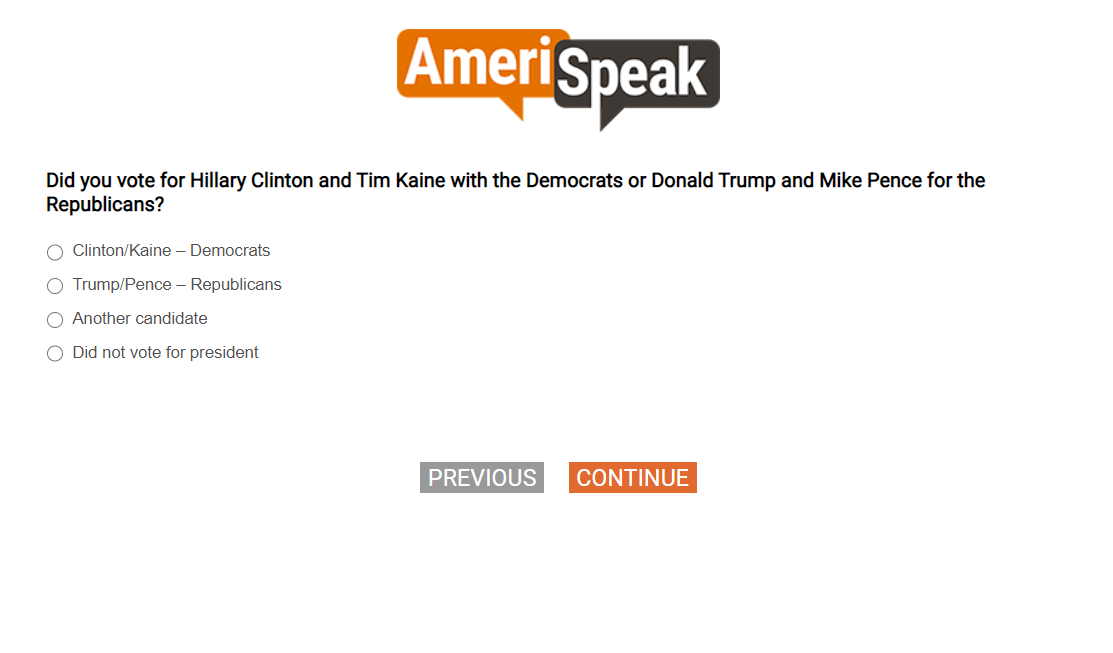 AmeriSpeak
Did you vote for Hillary Clinton and Tim Kaine with the Democrats or Donald Trump and Mike Pence for the
Republicans?
Clinton/Kaine – Democrats
Trump/Pence – Republicans
Another candidate
Did not vote for president
PREVIOUS CONTINUE